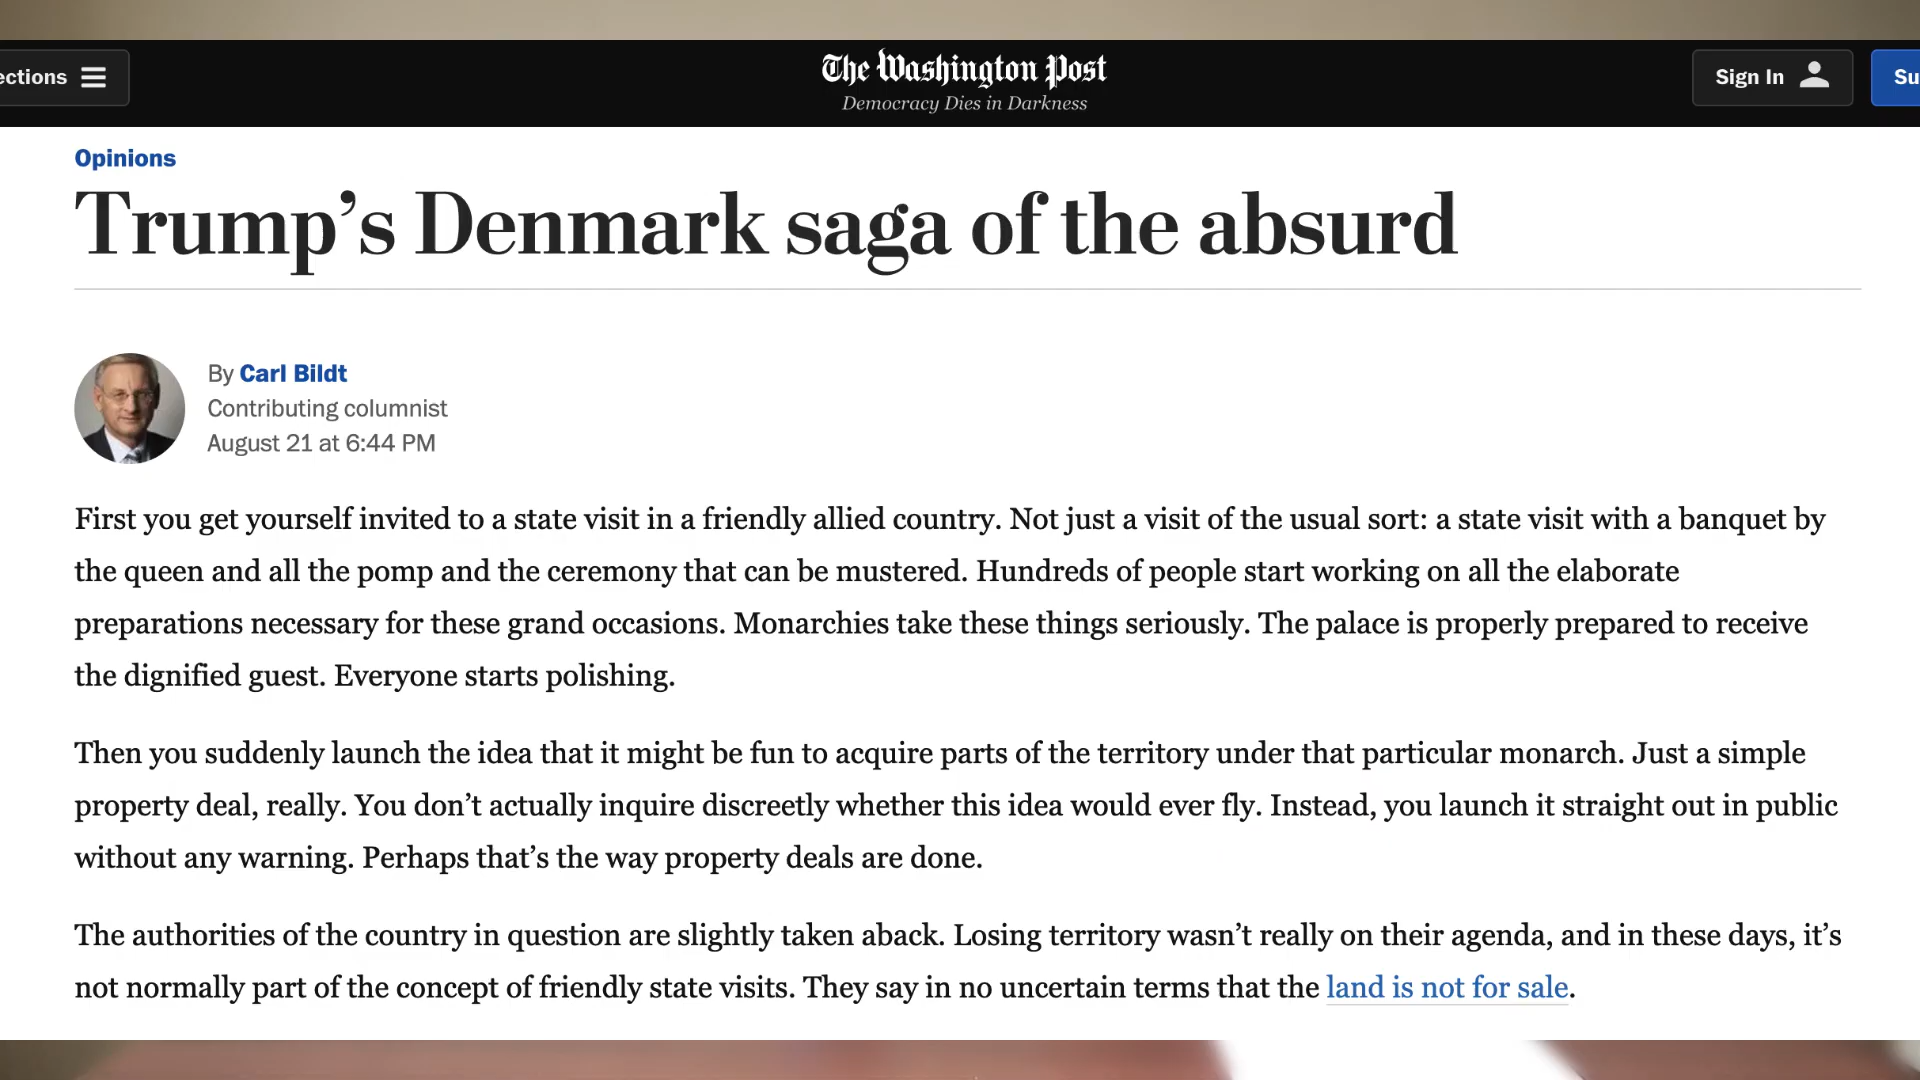 ections
The Washington Post
Democracy Dies in Darkness
Sign In
Su
Opinions
Trump’s Denmark saga of the absurd
By Carl Bildt
Contributing columnist
August 21 at 6:44 PM
First you get yourself invited to a state visit in a friendly allied country. Not just a visit of the usual sort: a state visit with a banquet by
the queen and all the pomp and the ceremony that can be mustered. Hundreds of people start working on all the elaborate
preparations necessary for these grand occasions. Monarchies take these things seriously. The palace is properly prepared to receive
the dignified guest. Everyone starts polishing.
Then you suddenly launch the idea that it might be fun to acquire parts of the territory under that particular monarch. Just a simple
property deal, really. You don’t actually inquire discreetly whether this idea would ever fly. Instead, you launch it straight out in public
without any warning. Perhaps that’s the way property deals are done.
The authorities of the country in question are slightly taken aback. Losing territory wasn’t really on their agenda, and in these days, it’s
not normally part of the concept of friendly state visits. They say in no uncertain terms that the land is not for sale.